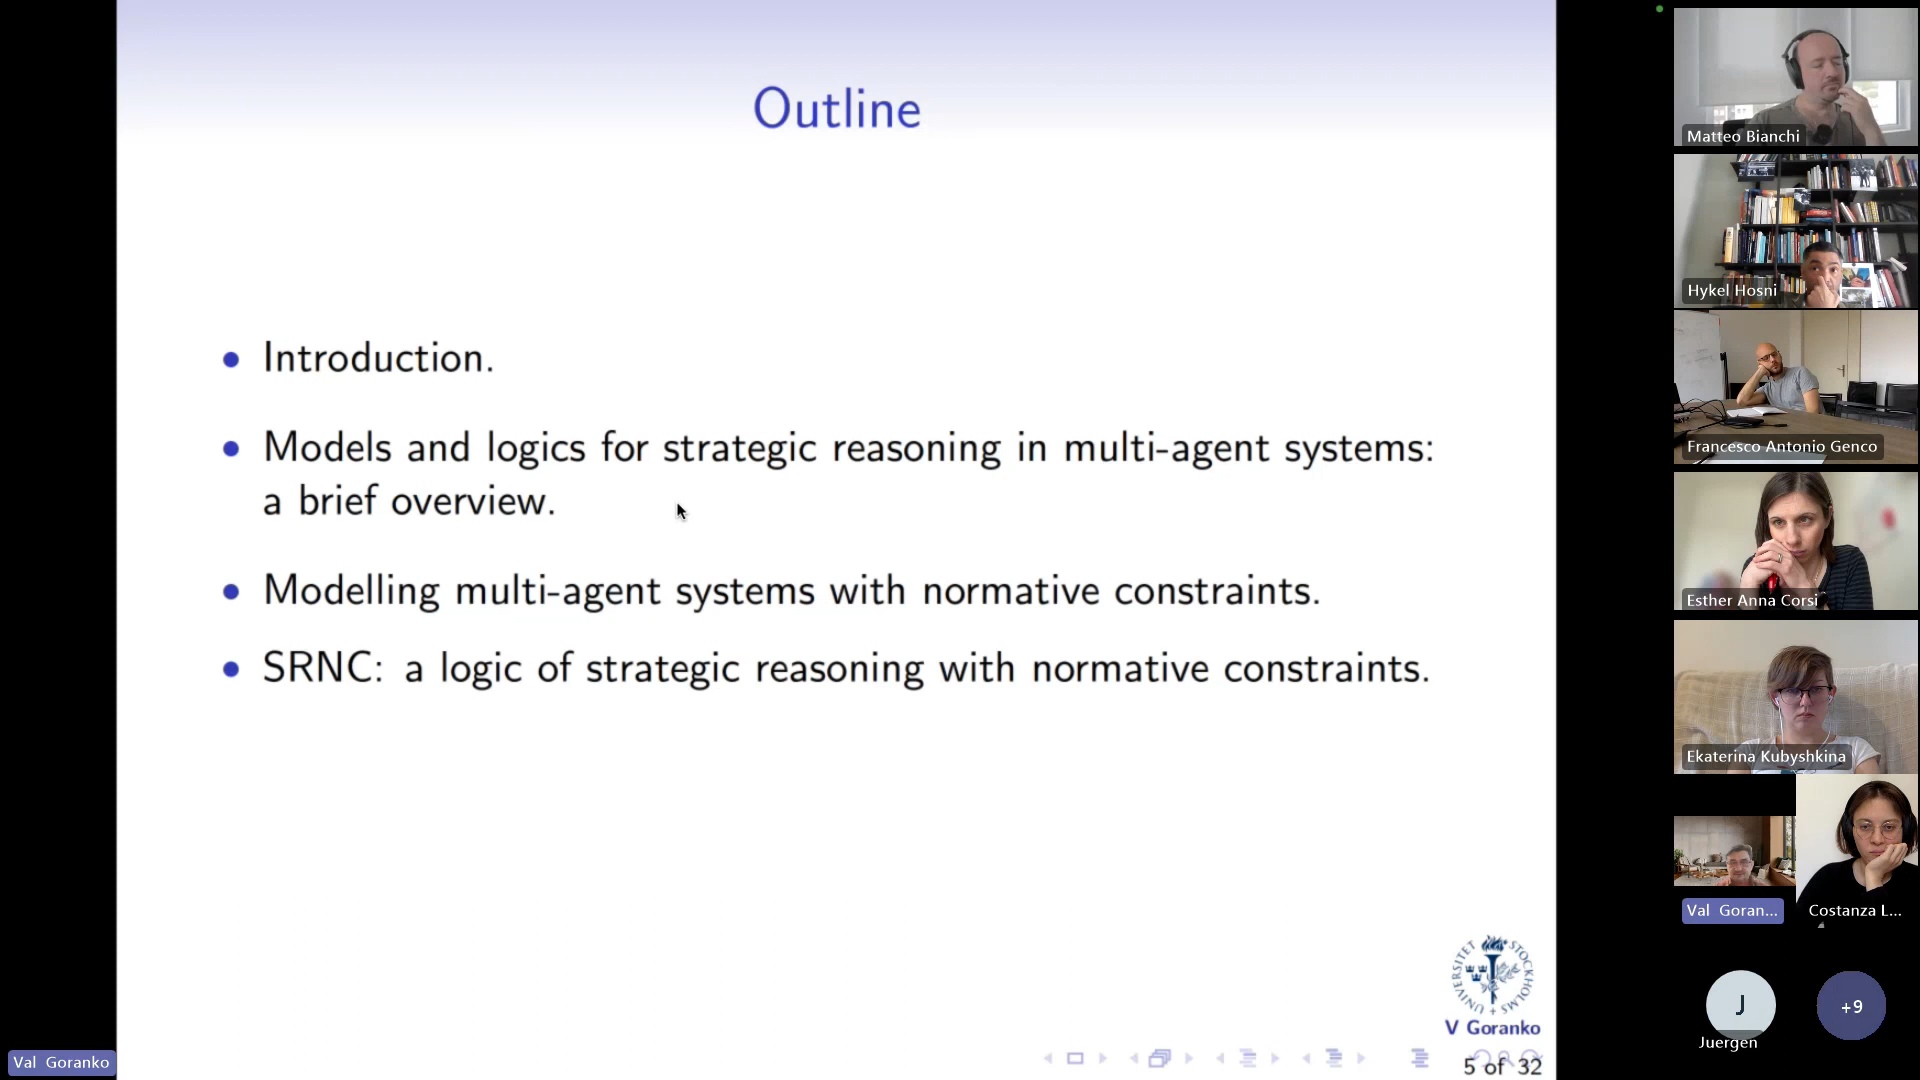 Outline
Introduction.
Models and logics for strategic reasoning in multi-agent systems:
a brief overview.
Modelling multi-agent systems with normative constraints.
SRNC: a logic of strategic reasoning with normative constraints.
STOCKHOLMS UNIVERSITET
V Goranko
5 of 32
Val Goranko
Matteo Bianchi
Hykel Hosni
Francesco Antonio Genco
Esther Anna Corsi
Ekaterina Kubyshkina
Val Goran...
Costanza L...
J
Juergen
+9